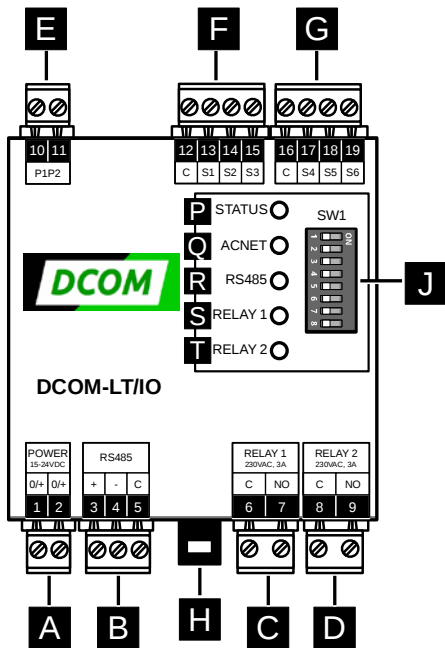 E F G
10 11 12 13 14 15 16 17 18 19
P1P2 C S1 S2 S3 C S4 S5 S6
P STATUS
SW1
Q ACNET
R RS485
S RELAY 1
T RELAY 2
ON
1
2
3
4
5
6
7
8
J
DCOM
DCOM-LT/IO
POWER
15-24VDC
0/+ 0/+
1 2
RS485
+ - C
3 4 5
RELAY 1
230VAC, 3A
C NO
6 7
RELAY 2
230VAC, 3A
C NO
8 9
A B H C D